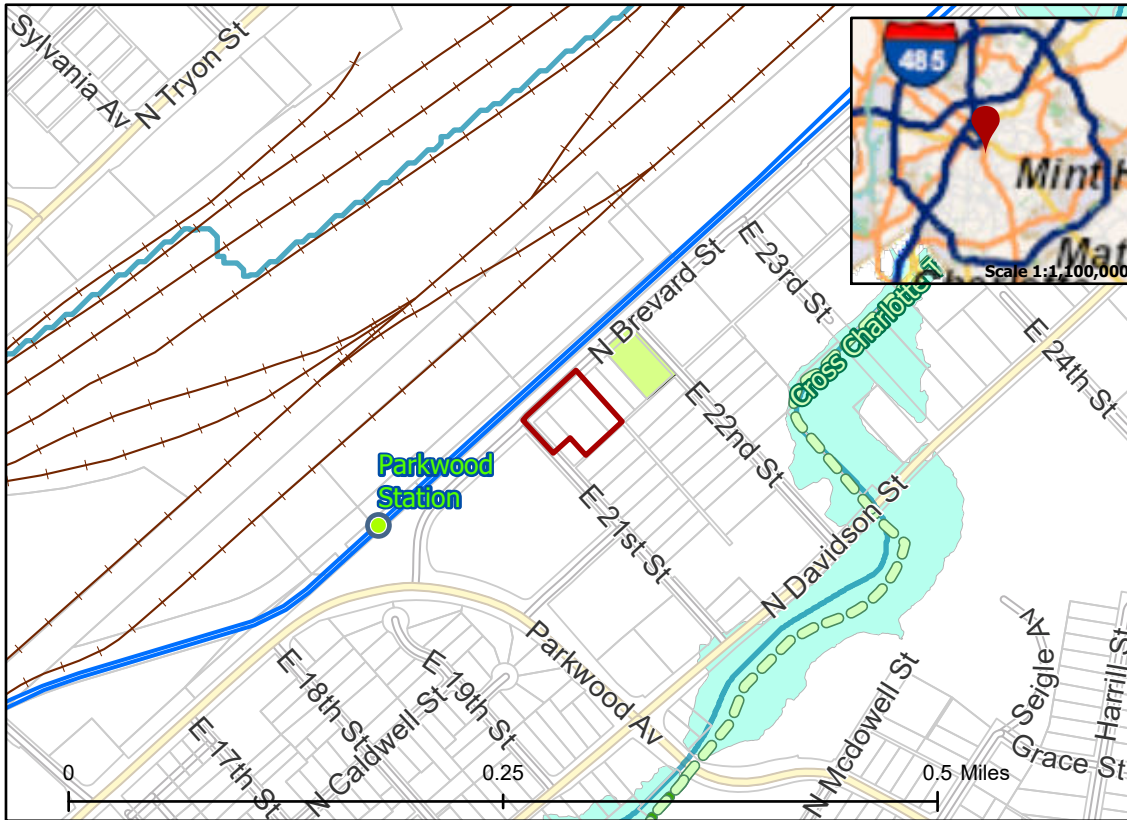 Sylvania Av
N Tryon St
485
Mint H
Mat
Scale 1:1,100,000
N Brevard St
E 23rd St
Cross Charlotte T
E 24th St
E 22nd St
Parkwood
Station
E 21st St
N Davidson St
Parkwood Av
E 19th St
E 18th St
N Caldwell St
E 17th St
N Mcdowell St
Seigle Av
Harrill St
Grace St
0
0.25
0.5 Miles